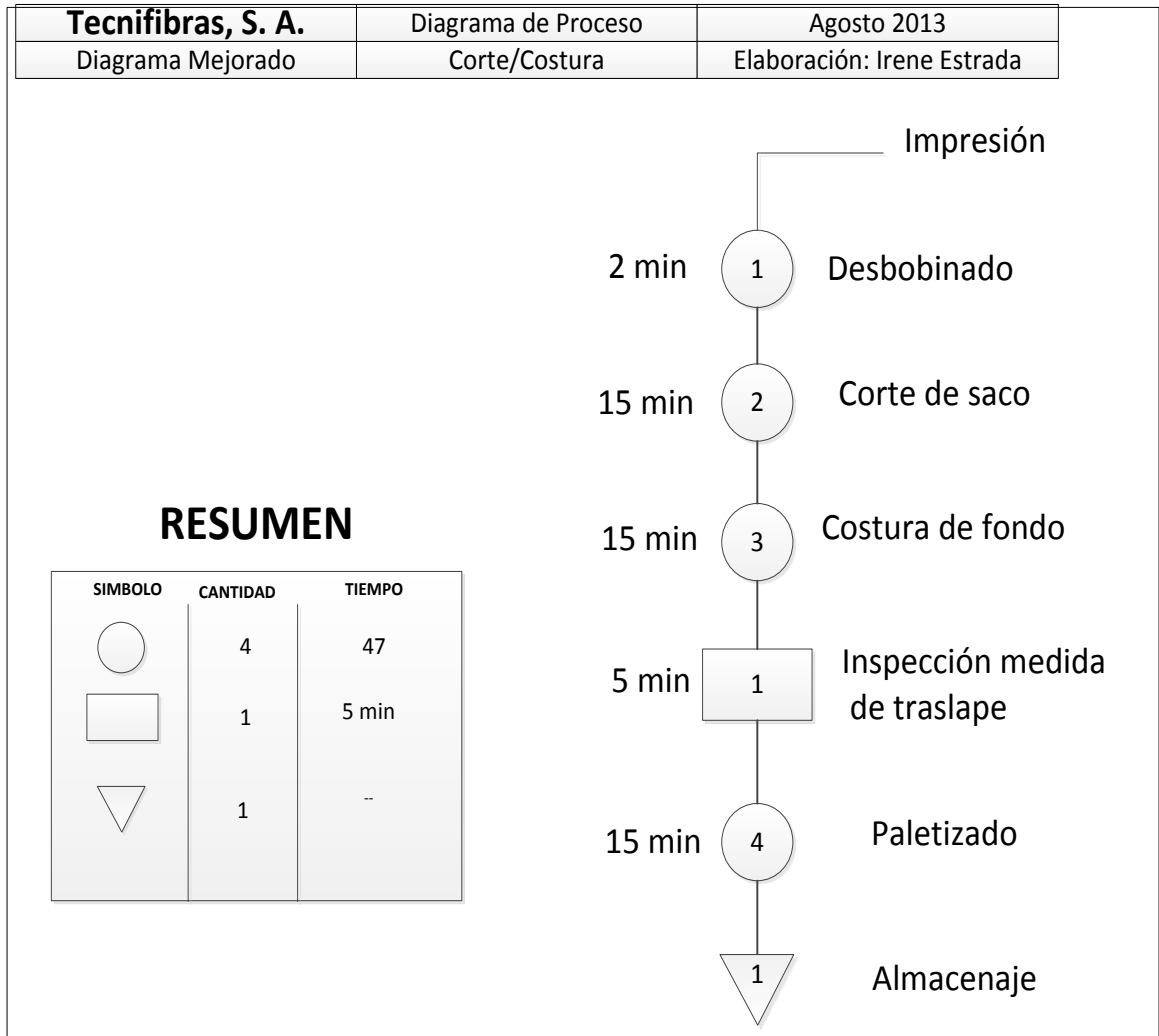 Tecnifibras, S. A. Diagrama de Proceso Agosto 2013
Diagrama Mejorado Corte/Costura Elaboración: Irene Estrada
Impresión
2 min 1 Desbobinado
15 min 2 Corte de saco
15 min 3 Costura de fondo
5 min 1 Inspección medida
de traslape
15 min 4 Paletizado
1 Almacenaje
RESUMEN
SIMBOLO CANTIDAD TIEMPO
4 47
1 5 min
1 --